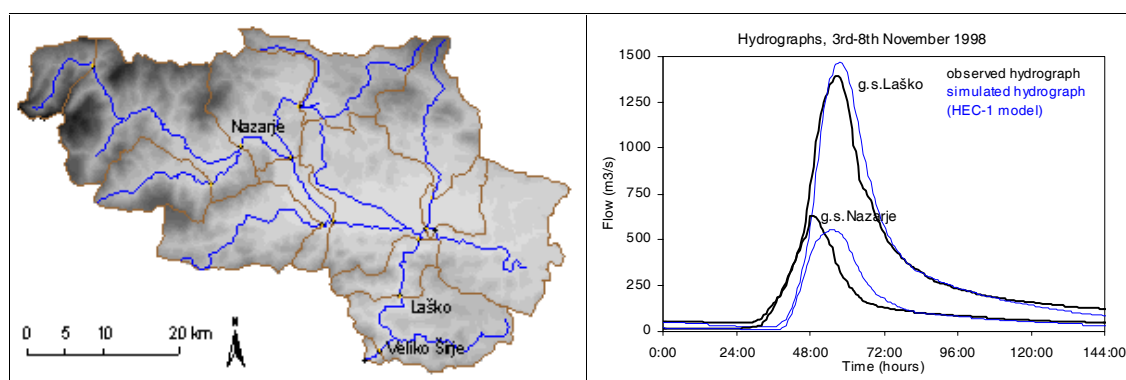 Nazarje
Laško
Veliko Širje
N
0 5 10 20 km
Hydrographs, 3rd-8th November 1998
1500
1250
1000
750
500
250
0
Flow (m3/s)
observed hydrograph
simulated hydrograph
(HEC-1 model)
g.s.Laško
g.s.Nazarje
0:00 24:00 48:00 72:00 96:00 120:00 144:00
Time (hours)